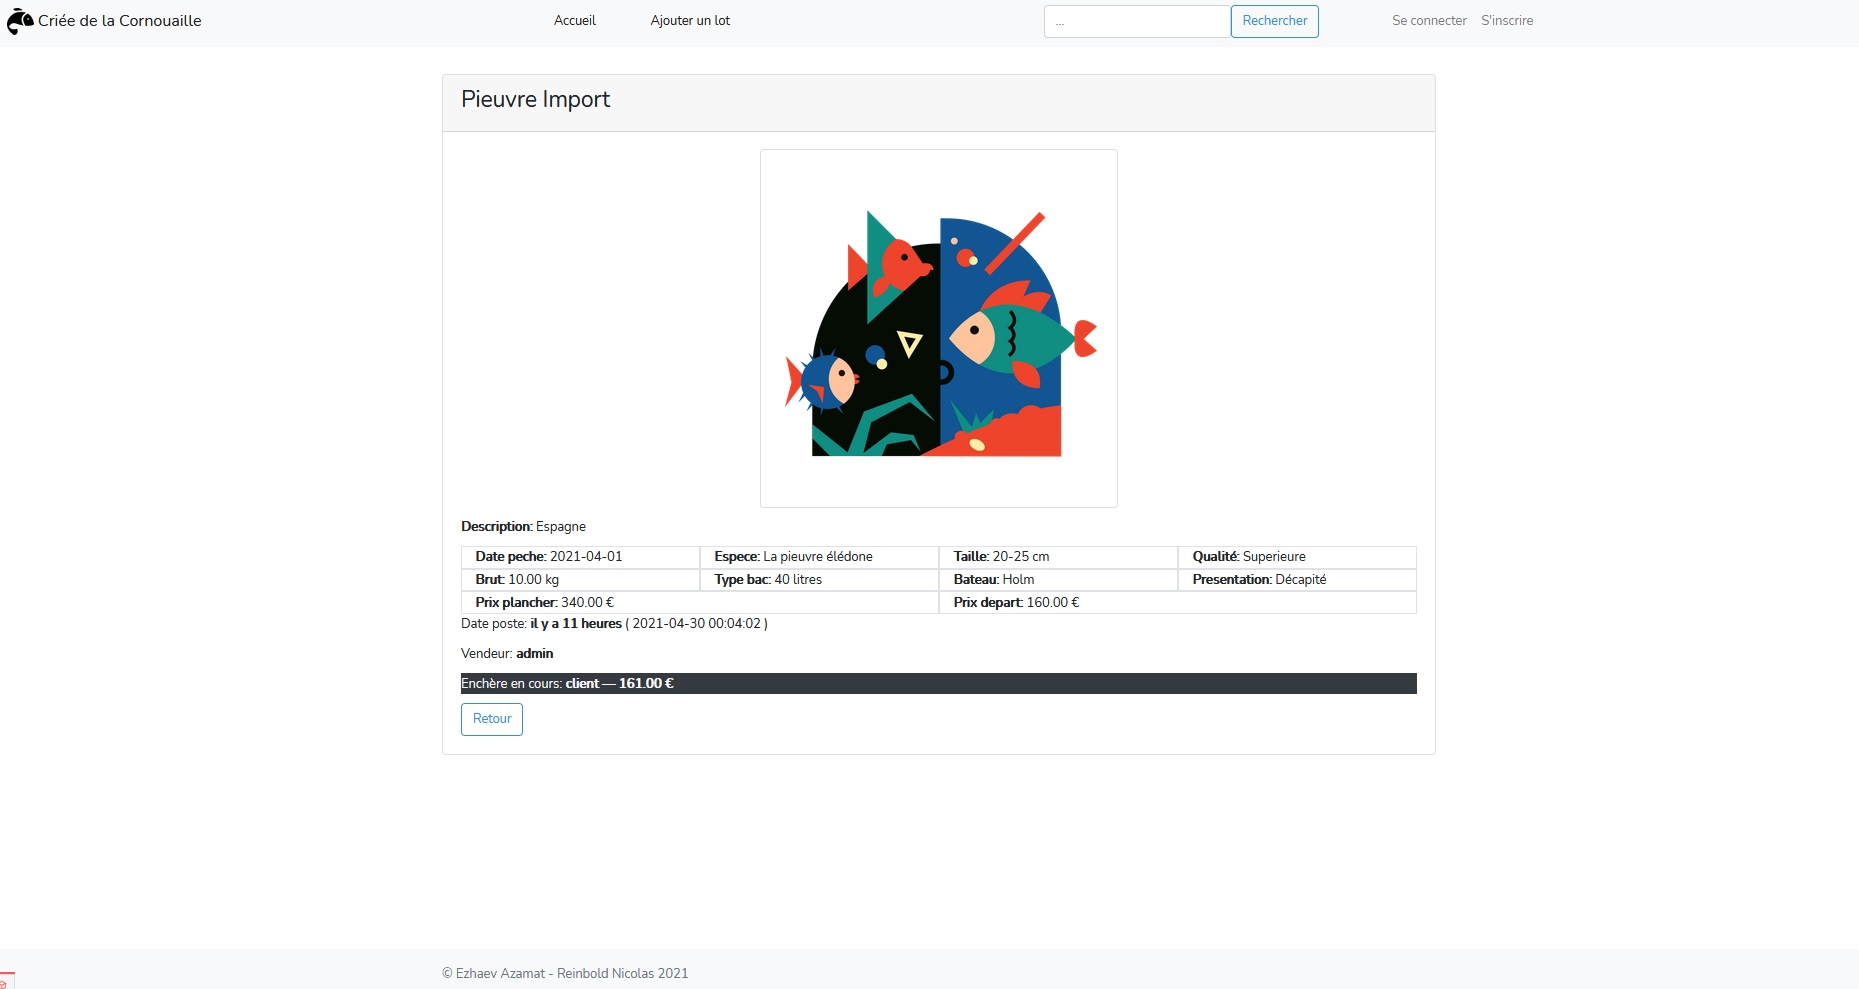 Criée de la Cornouaille Accueil Ajouter un lot ... Rechercher Se connecter S'inscrire
Pieuvre Import
Description: Espagne
Date peche: 2021-04-01 Espece: La pieuvre élédone Taille: 20-25 cm Qualité: Superieure
Brut: 10.00 kg Type bac: 40 litres Bateau: Holm Presentation: Décapité
Prix plancher: 340.00 € Prix depart: 160.00 €
Date poste: il y a 11 heures ( 2021-04-30 00:04:02 )
Vendeur: admin
Enchère en cours: client — 161.00 €
Retour
© Ezhaev Azamat - Reinbold Nicolas 2021